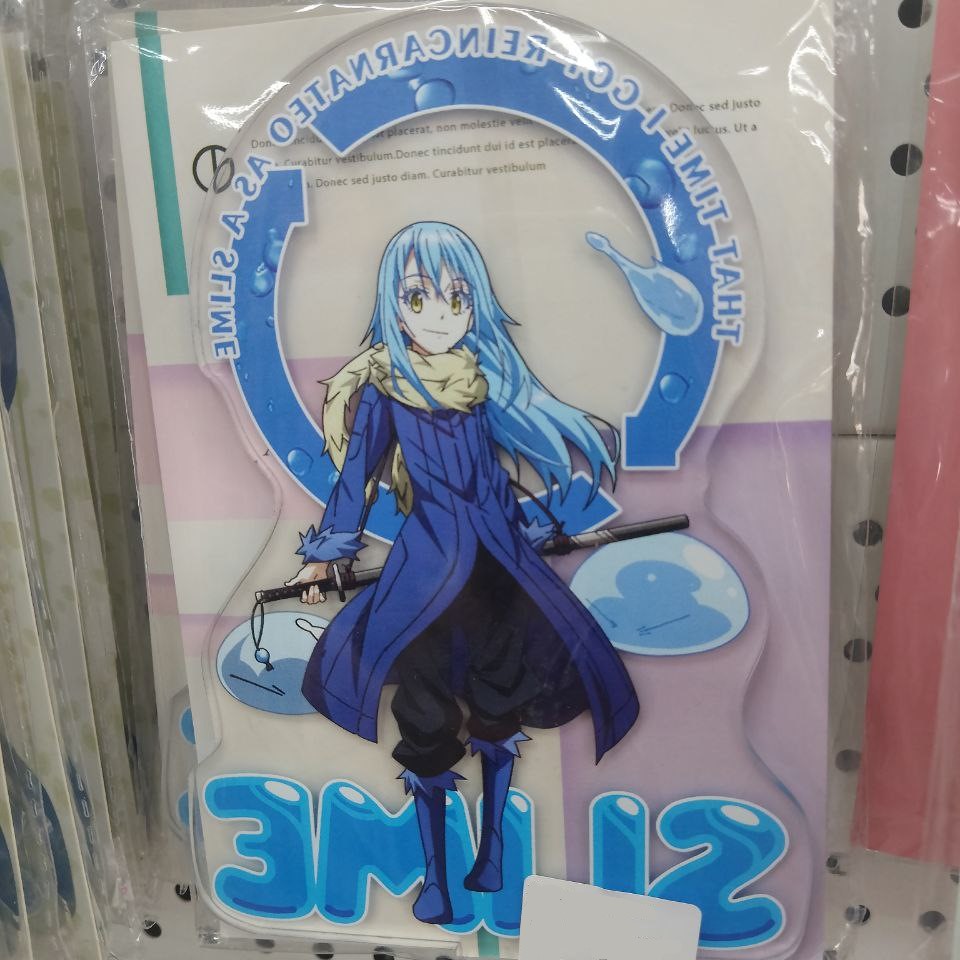 THAT TIME I GOT REINCARNATED AS A SLIME
Donec sed justo
placerat, non molestie luctus. Ut a
Curabitur vestibulum.Donec tincidunt dui id est
Donec sed justo diam. Curabitur vestibulum
SLIME